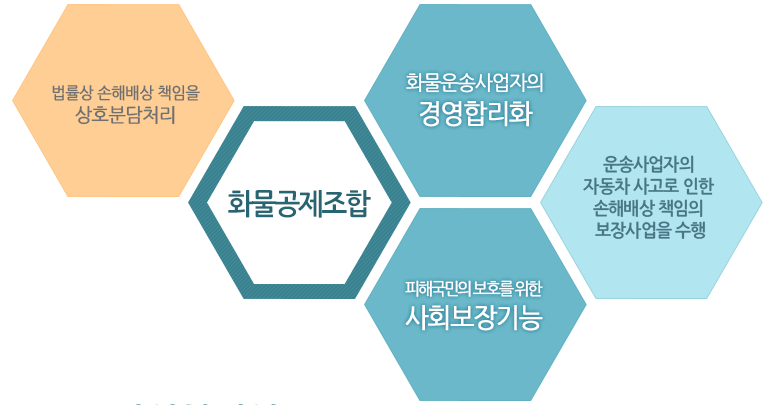 법률상 손해배상 책임을
상호분담처리
화물운송사업자의
경영합리화
화물공제조합
운송사업자의
자동차 사고로 인한
손해배상 책임의
보장사업을 수행
피해국민의 보호를 위한
사회보장기능